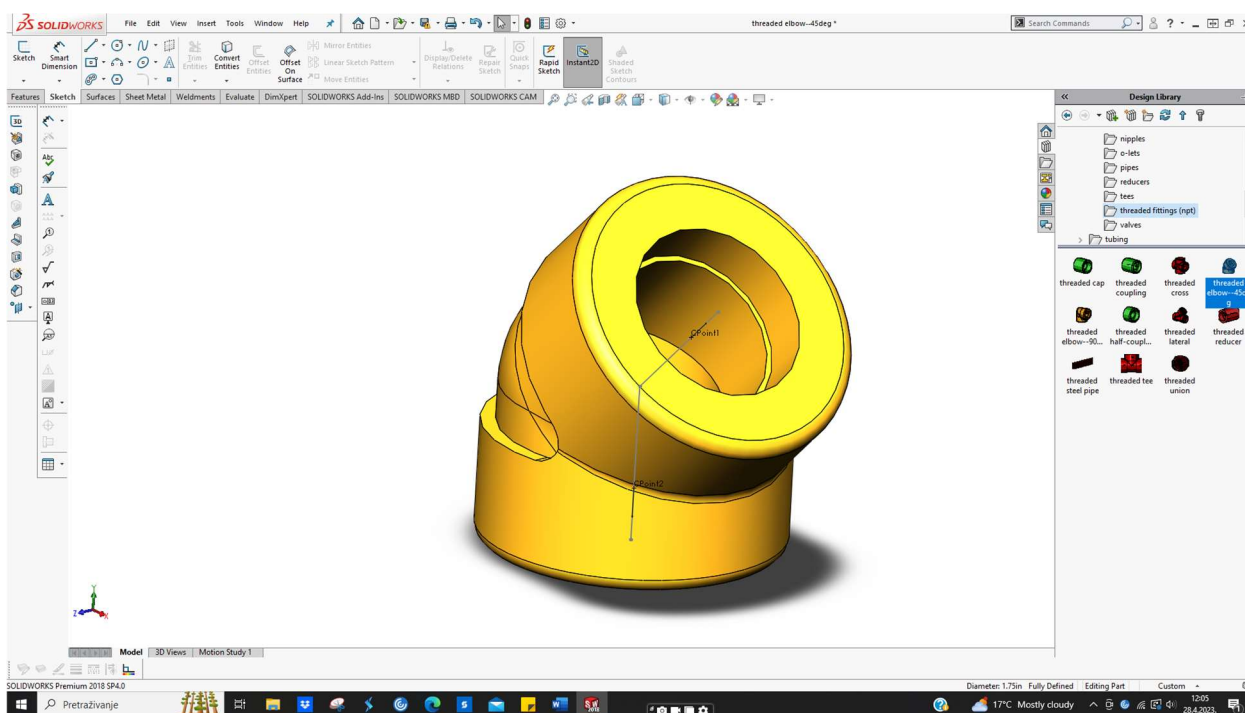 SOLIDWORKS
File Edit View Insert Tools Window Help
threaded elbow--45deg *
Search Commands
Sketch
Smart Dimension
Trim Entities
Convert Entities
Offset Entities
Offset On Surface
Mirror Entities
Linear Sketch Pattern
Move Entities
Display/Delete Relations
Repair Sketch
Quick Snaps
Rapid Sketch
Instant2D
Shaded Sketch Contours
Features Sketch Surfaces Sheet Metal Weldments Evaluate DimXpert SOLIDWORKS Add-Ins SOLIDWORKS MBD SOLIDWORKS CAM
Design Library
nipples
o-lets
pipes
reducers
tees
threaded fittings (npt)
valves
tubing
threaded cap
threaded coupling
threaded cross
threaded elbow--45deg
threaded elbow--90...
threaded half-coupl...
threaded lateral
threaded reducer
threaded steel pipe
threaded tee
threaded union
CPoint1
CPoint2
Y
Z
X
Model 3D Views Motion Study 1
SOLIDWORKS Premium 2018 SP4.0
Diameter: 1.75in Fully Defined Editing Part Custom
Pretraživanje
17°C Mostly cloudy
12:05
28.4.2023.